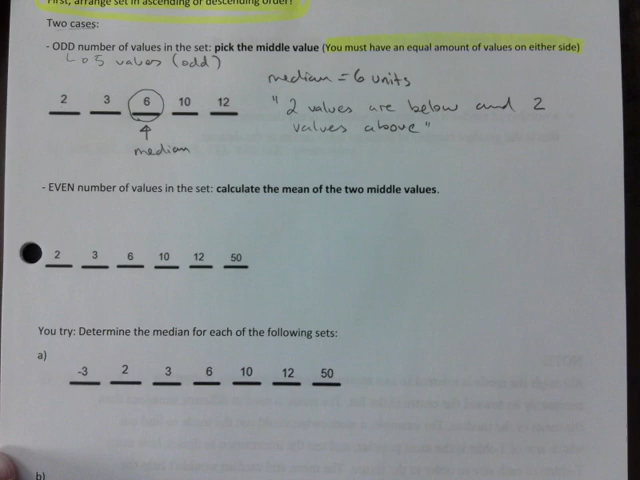 First, arrange set in ascending or descending order!
Two cases:
- ODD number of values in the set: pick the middle value (You must have an equal amount of values on either side)
5 values (odd)
median = 6 units
2 3 6 10 12
"2 values are below and 2
values above"
median
- EVEN number of values in the set: calculate the mean of the two middle values.
2 3 6 10 12 50
You try: Determine the median for each of the following sets:
a)
-3 2 3 6 10 12 50
b)